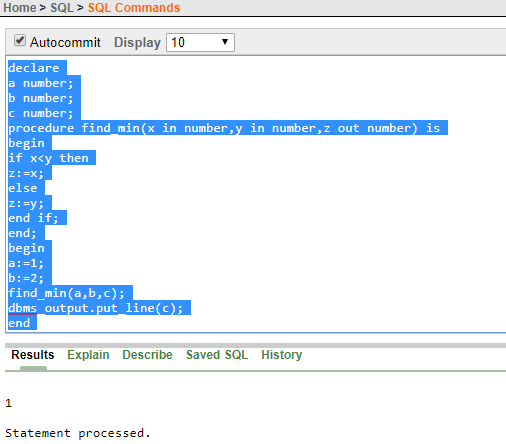 Home > SQL > SQL Commands
Autocommit Display 10
declare
a number;
b number;
c number;
procedure find_min(x in number,y in number,z out number) is
begin
if x<y then
z:=x;
else
z:=y;
end if;
end;
begin
a:=1;
b:=2;
find_min(a,b,c);
dbms_output.put_line(c);
end
Results Explain Describe Saved SQL History
1
Statement processed.